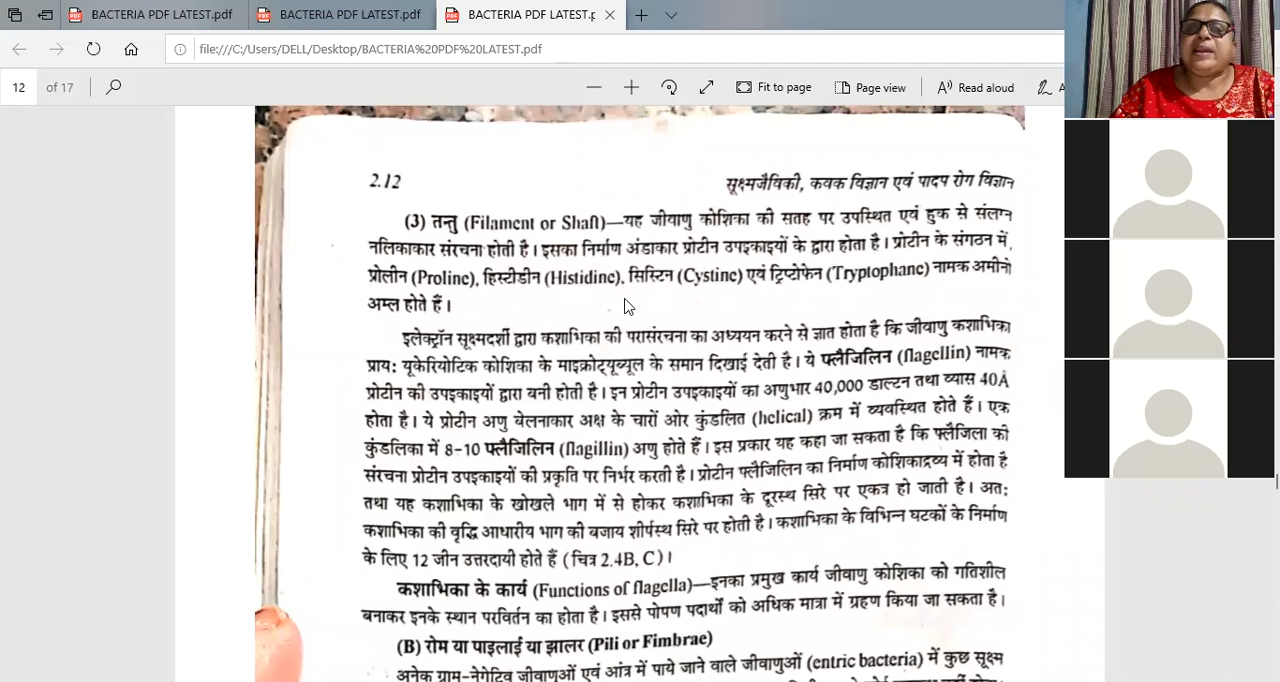 BACTERIA PDF LATEST.pdf
BACTERIA PDF LATEST.pdf
BACTERIA PDF LATEST.p
file:///C:/Users/DELL/Desktop/BACTERIA%20PDF%20LATEST.pdf
12 of 17
Fit to page
Page view
Read aloud
2.12
सूक्ष्मजैविकी, कवक विज्ञान एवं पादप रोग विज्ञान
(3) तन्तु (Filament or Shaft)—यह जीवाणु कोशिका की सतह पर उपस्थित एवं हुक से संलग्न
नलिकाकार संरचना होती है। इसका निर्माण अंडाकार प्रोटीन उपइकाइयों के द्वारा होता है। प्रोटीन के संगठन में,
प्रोलीन (Proline), हिस्टीडीन (Histidine), सिस्टिन (Cystine) एवं ट्रिप्टोफेन (Tryptophane) नामक अमीनो
अम्ल होते हैं।
इलेक्ट्रॉन सूक्ष्मदर्शी द्वारा कशाभिका की परासंरचना का अध्ययन करने से ज्ञात होता है कि जीवाणु कशाभिका
प्रायः यूकेरियोटिक कोशिका के माइक्रोट्यूब्यूल के समान दिखाई देती है। ये फ्लैजिलिन (flagellin) नामक
प्रोटीन की उपइकाइयों द्वारा बनी होती है। इन प्रोटीन उपइकाइयों का अणुभार 40,000 डाल्टन तथा व्यास 40Å
होता है। ये प्रोटीन अणु बेलनाकार अक्ष के चारों ओर कुंडलित (helical) क्रम में व्यवस्थित होते हैं। एक
कुंडलिका में 8-10 फ्लैजिलिन (flagillin) अणु होते हैं। इस प्रकार यह कहा जा सकता है कि फ्लैजिला को
संरचना प्रोटीन उपइकाइयों की प्रकृति पर निर्भर करती है। प्रोटीन फ्लैजिलिन का निर्माण कोशिकाद्रव्य में होता है
तथा यह कशाभिका के खोखले भाग में से होकर कशाभिका के दूरस्थ सिरे पर एकत्र हो जाती है। अतः
कशाभिका की वृद्धि आधारीय भाग की बजाय शीर्षस्थ सिरे पर होती है। कशाभिका के विभिन्न घटकों के निर्माण
के लिए 12 जीन उत्तरदायी होते हैं (चित्र 2.4B, C)।
कशाभिका के कार्य (Functions of flagella)—इनका प्रमुख कार्य जीवाणु कोशिका को गतिशील
बनाकर इनके स्थान परिवर्तन का होता है। इससे पोषण पदार्थों को अधिक मात्रा में ग्रहण किया जा सकता है।
(B) रोम या पाइलाई या झालर (Pili or Fimbrae)
अनेक ग्राम-नेगेटिव जीवाणुओं एवं आंत्र में पाये जाने वाले जीवाणुओं (entric bacteria) में कुछ सूक्ष्म